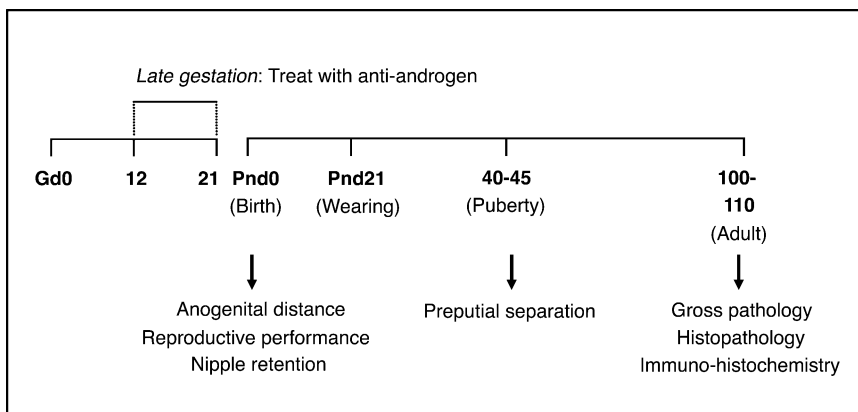 Late gestation: Treat with anti-androgen
Gd0 12 21 Pnd0 Pnd21 40-45 100-
(Birth) (Wearing) (Puberty) 110
(Adult)
Anogenital distance Preputial separation Gross pathology
Reproductive performance Histopathology
Nipple retention Immuno-histochemistry